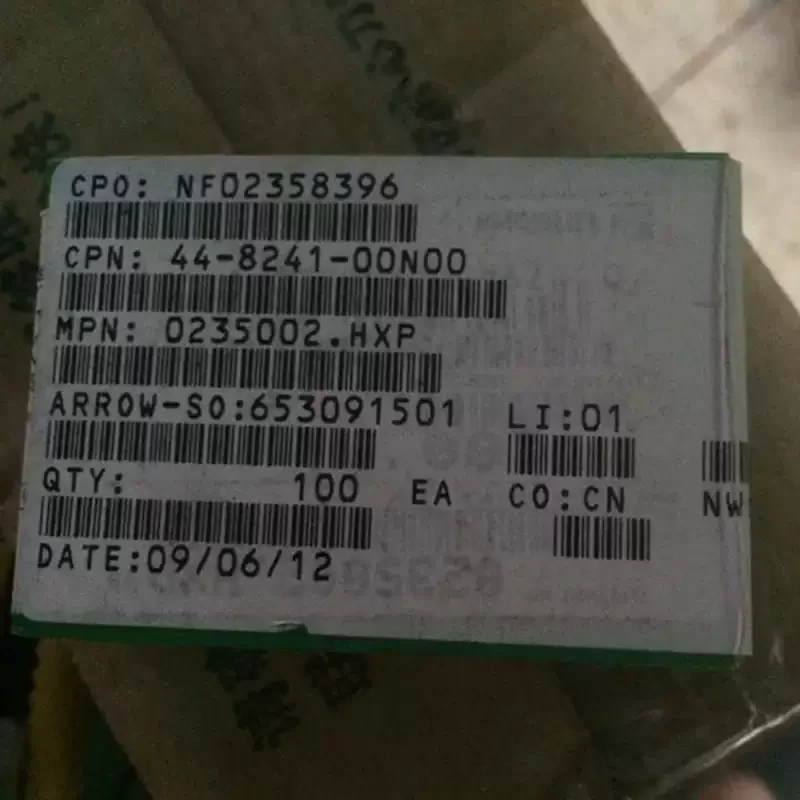 CPO: NF02358396
CPN: 44-8241-00N00
MPN: 0235002.HXP
ARROW-SO:653091501 LI:01
QTY: 100 EA CO:CN NW
DATE:09/06/12